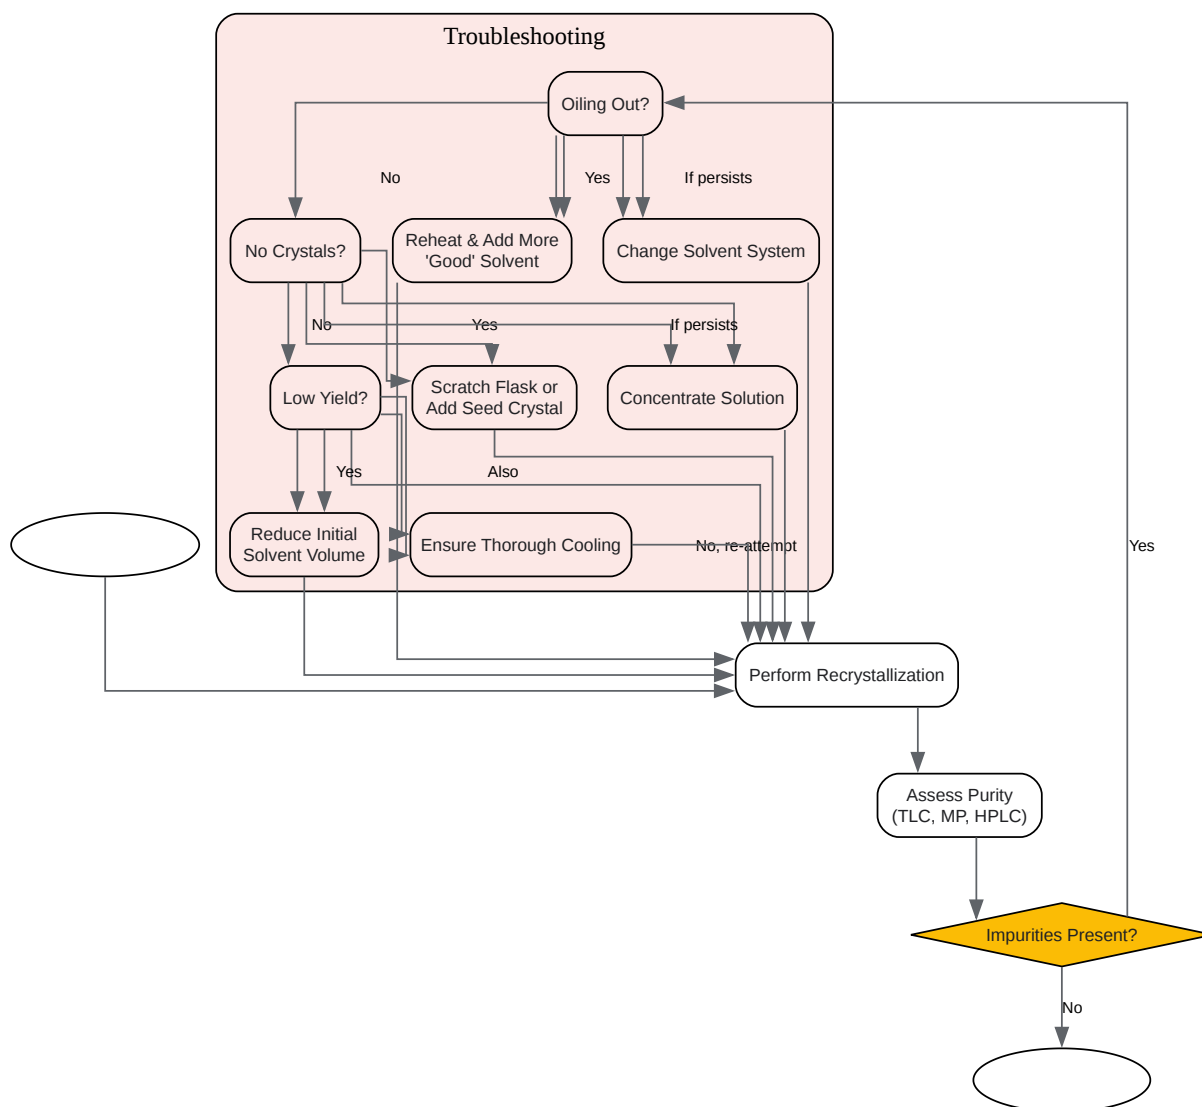 Troubleshooting
Oiling Out?
No
Yes
If persists
No Crystals?
Reheat & Add More
'Good' Solvent
Change Solvent System
No
Yes
If persists
Low Yield?
Scratch Flask or
Add Seed Crystal
Concentrate Solution
Yes
Also
Reduce Initial
Solvent Volume
Ensure Thorough Cooling
No, re-attempt
Yes
Perform Recrystallization
Assess Purity
(TLC, MP, HPLC)
Impurities Present?
No